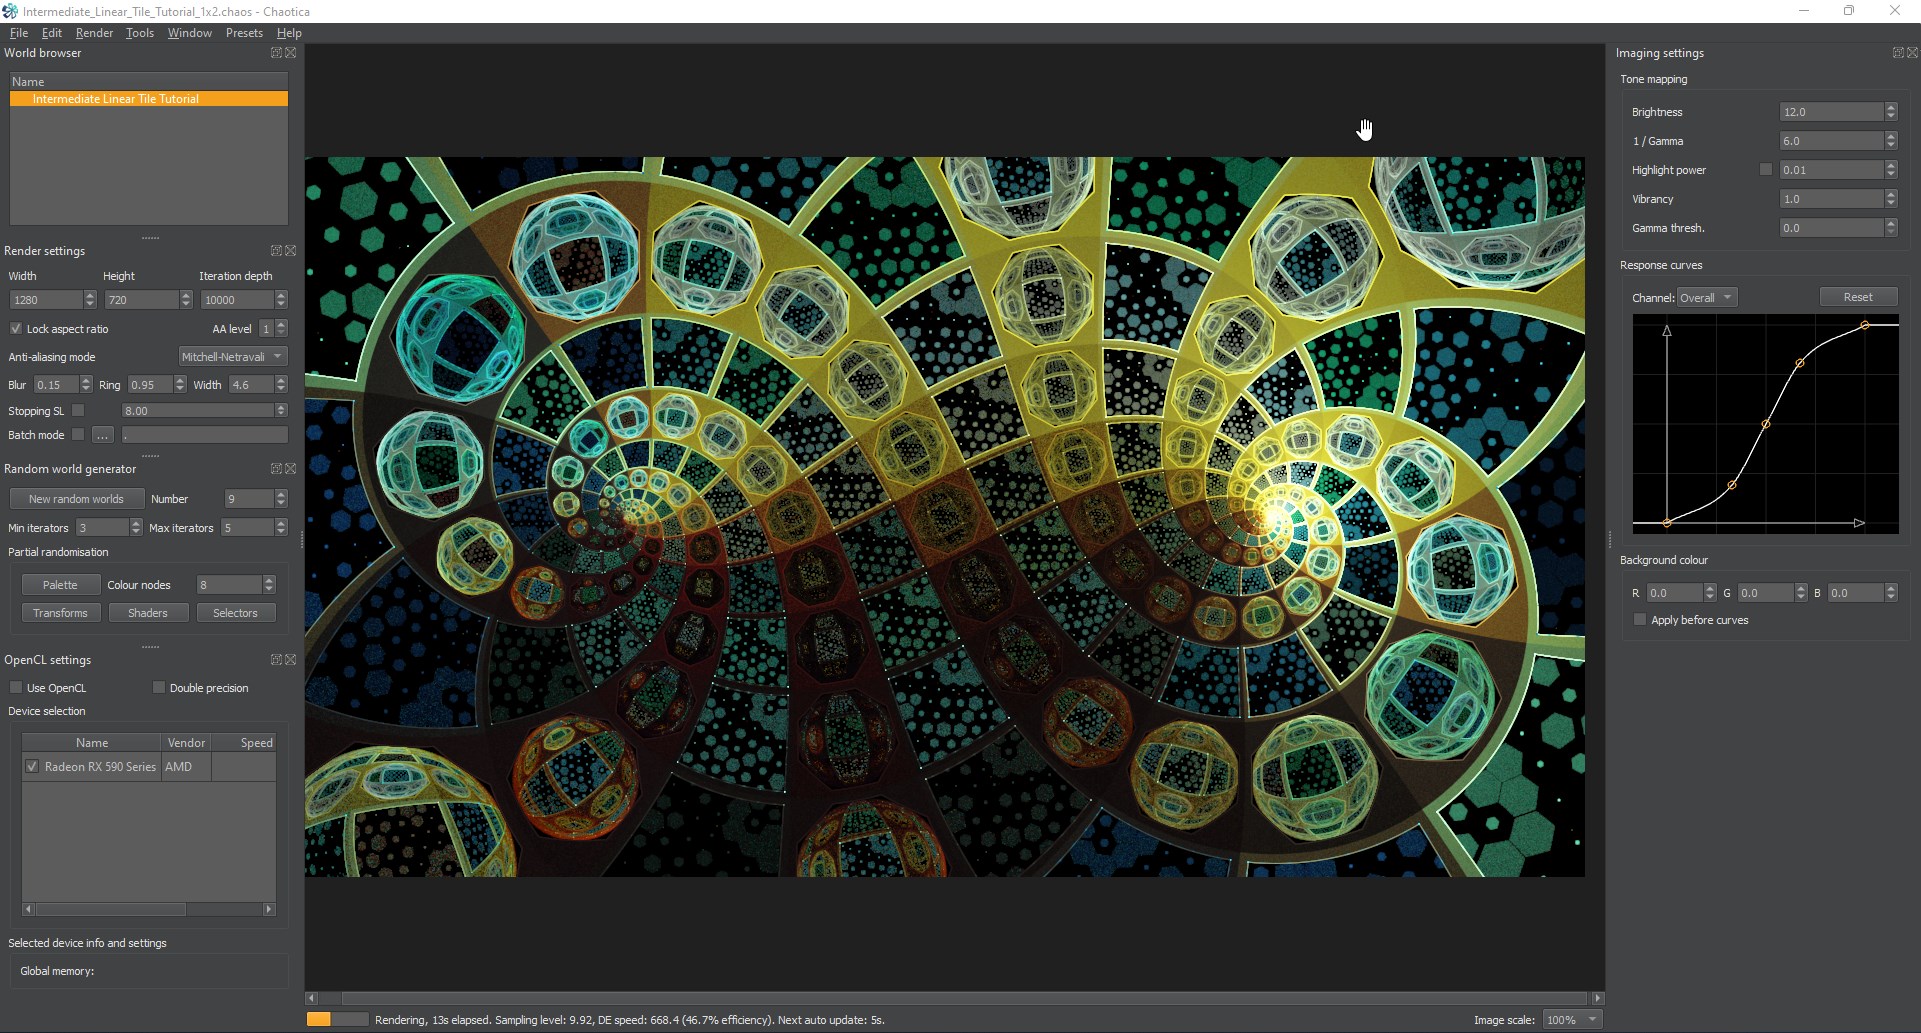 Intermediate_Linear_Tile_Tutorial_1x2.chaos - Chaotica
File Edit Render Tools Window Presets Help
World browser
Name
Intermediate Linear Tile Tutorial
Render settings
Width Height Iteration depth
1280 720 10000
Lock aspect ratio AA level 1
Anti-aliasing mode Mitchell-Netravali
Blur 0.15 Ring 0.95 Width 4.6
Stopping SL 8.00
Batch mode ... .
Random world generator
New random worlds Number 9
Min iterators 3 Max iterators 5
Partial randomisation
Palette Colour nodes 8
Transforms Shaders Selectors
OpenCL settings
Use OpenCL Double precision
Device selection
Name Vendor Speed
Radeon RX 590 Series AMD
Selected device info and settings
Global memory:
Rendering, 13s elapsed. Sampling level: 9.92, DE speed: 668.4 (46.7% efficiency). Next auto update: 5s.
Image scale: 100%
Imaging settings
Tone mapping
Brightness 12.0
1 / Gamma 6.0
Highlight power 0.01
Vibrancy 1.0
Gamma thresh. 0.0
Response curves
Channel: Overall Reset
Background colour
R 0.0 G 0.0 B 0.0
Apply before curves